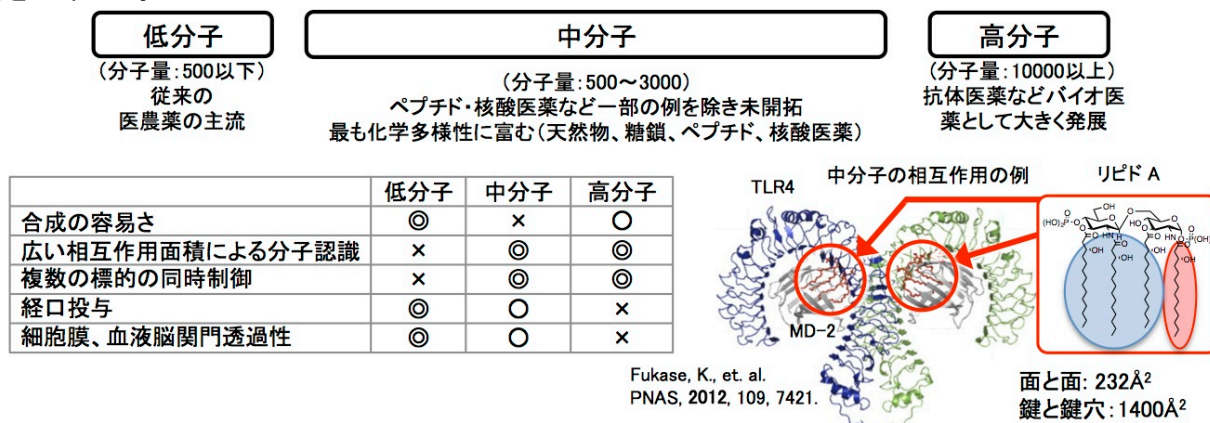 低分子
(分子量:500以下)
従来の
医農薬の主流
中分子
(分子量:500～3000)
ペプチド・核酸医薬など一部の例を除き未開拓
最も化学多様性に富む(天然物、糖鎖、ペプチド、核酸医薬)
高分子
(分子量:10000以上)
抗体医薬などバイオ医
薬として大きく発展
低分子 中分子 高分子
合成の容易さ ◎ × ○
広い相互作用面積による分子認識 × ◎ ◎
複数の標的の同時制御 × ◎ ◎
経口投与 ◎ ○ ×
細胞膜、血液脳関門透過性 ◎ ○ ×
中分子の相互作用の例
TLR4
MD-2
リピド A
Fukase, K., et. al.
PNAS, 2012, 109, 7421.
面と面: 232Å²
鍵と鍵穴: 1400Å²